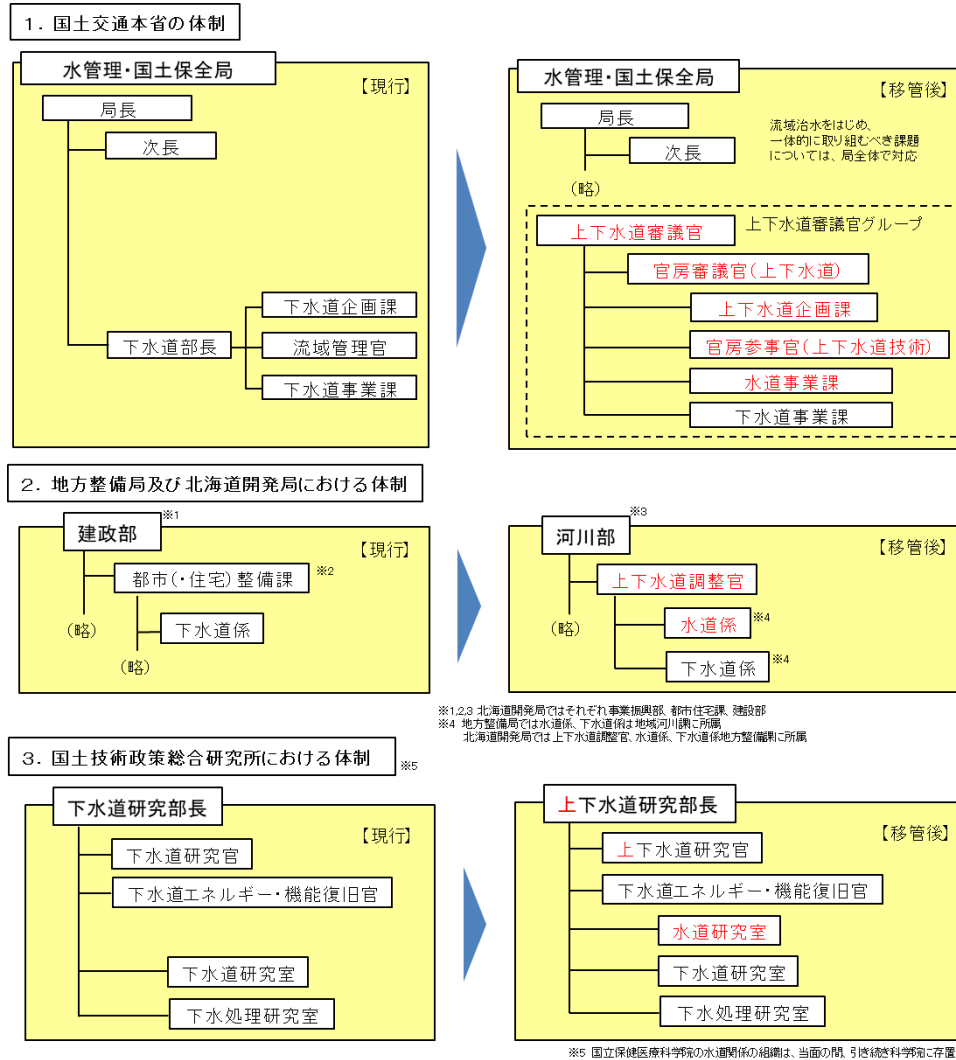 1. 国土交通本省の体制
水管理・国土保全局
【現行】
局長
次長
下水道部長
下水道企画課
流域管理官
下水道事業課
水管理・国土保全局
【移管後】
局長
次長
(略)
流域治水をはじめ、
一体的に取り組むべき課題
については、局全体で対応
上下水道審議官
上下水道審議官グループ
官房審議官(上下水道)
上下水道企画課
官房参事官(上下水道技術)
水道事業課
下水道事業課
2. 地方整備局及び北海道開発局における体制
建政部 ※1
【現行】
都市(・住宅)整備課 ※2
(略)
下水道係
(略)
河川部 ※3
【移管後】
上下水道調整官
(略)
水道係 ※4
下水道係 ※4
※1,2,3 北海道開発局ではそれぞれ事業振興部、都市住宅課、建設部
※4 地方整備局では水道係、下水道係は地域河川課に所属
北海道開発局では上下水道調整官、水道係、下水道係地方整備課に所属
3. 国土技術政策総合研究所における体制 ※5
下水道研究部長
【現行】
下水道研究官
下水道エネルギー・機能復旧官
下水道研究室
下水処理研究室
上下水道研究部長
【移管後】
上下水道研究官
下水道エネルギー・機能復旧官
水道研究室
下水道研究室
下水処理研究室
※5 国立保健医療科学院の水道関係の組織は、当面の間、引き続き科学院に存置